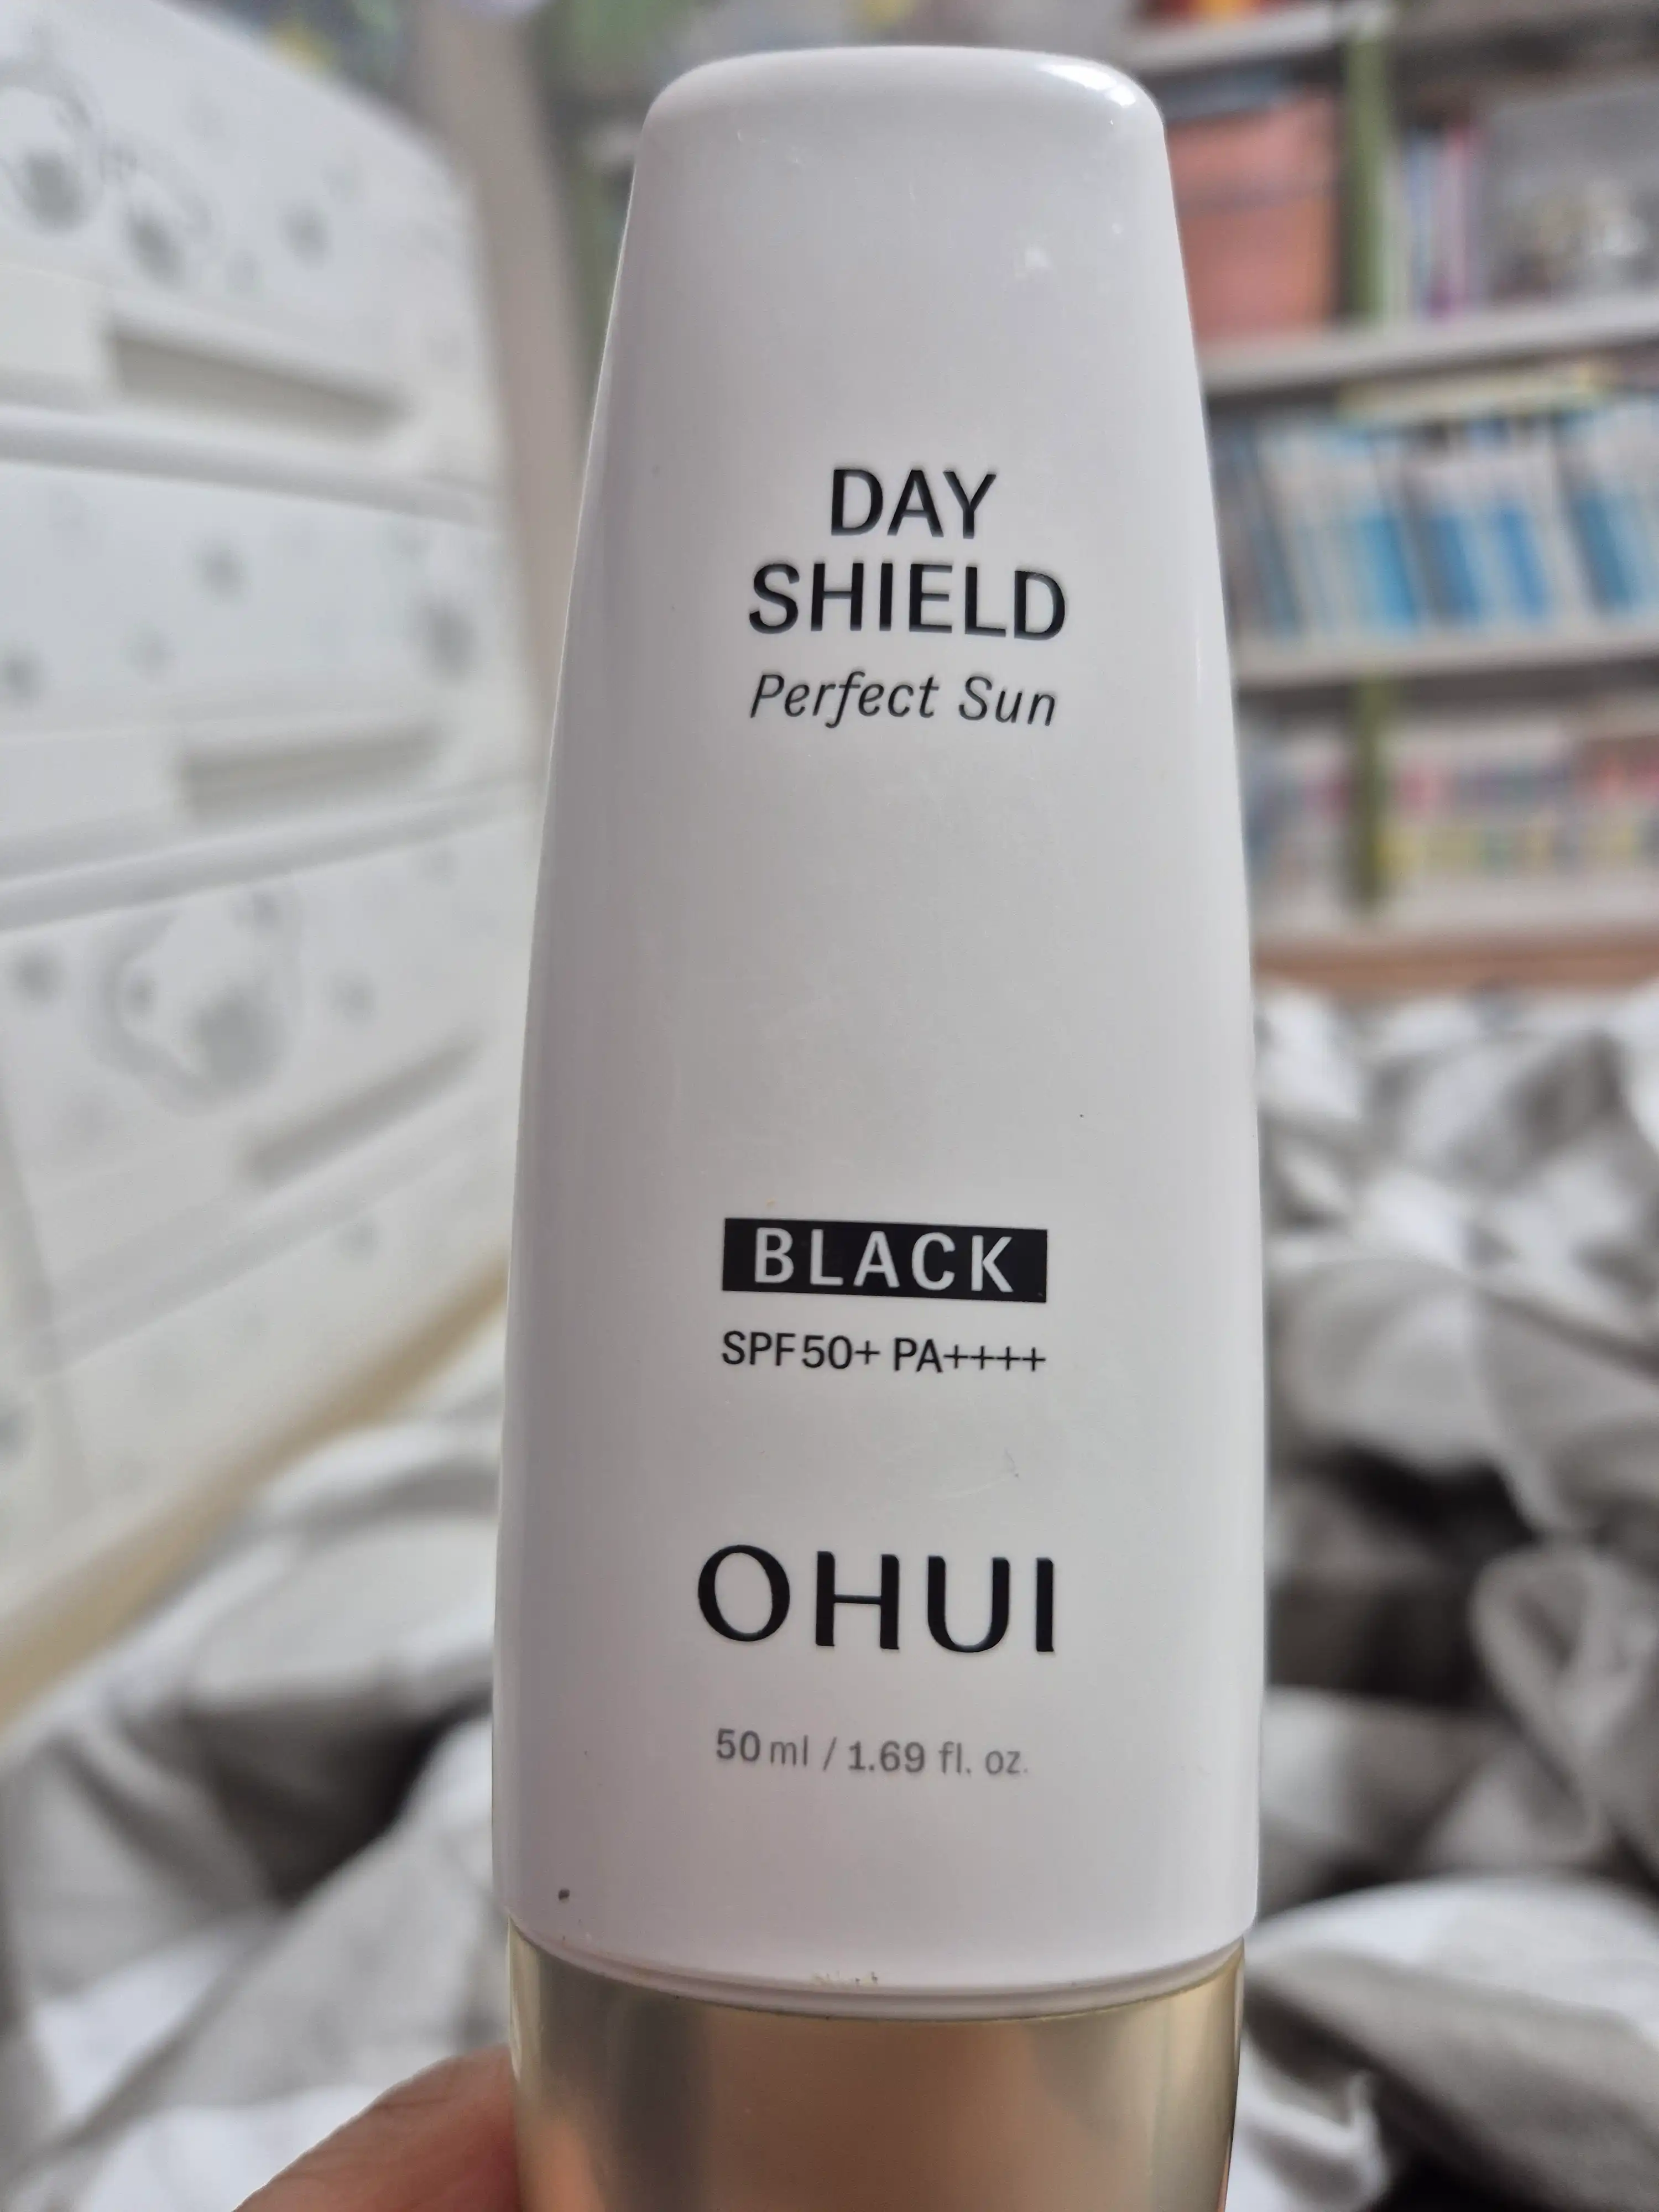 DAY
SHIELD
Perfect Sun
BLACK
SPF50+ PA++++
OHUI
50ml / 1.69 fl. oz.